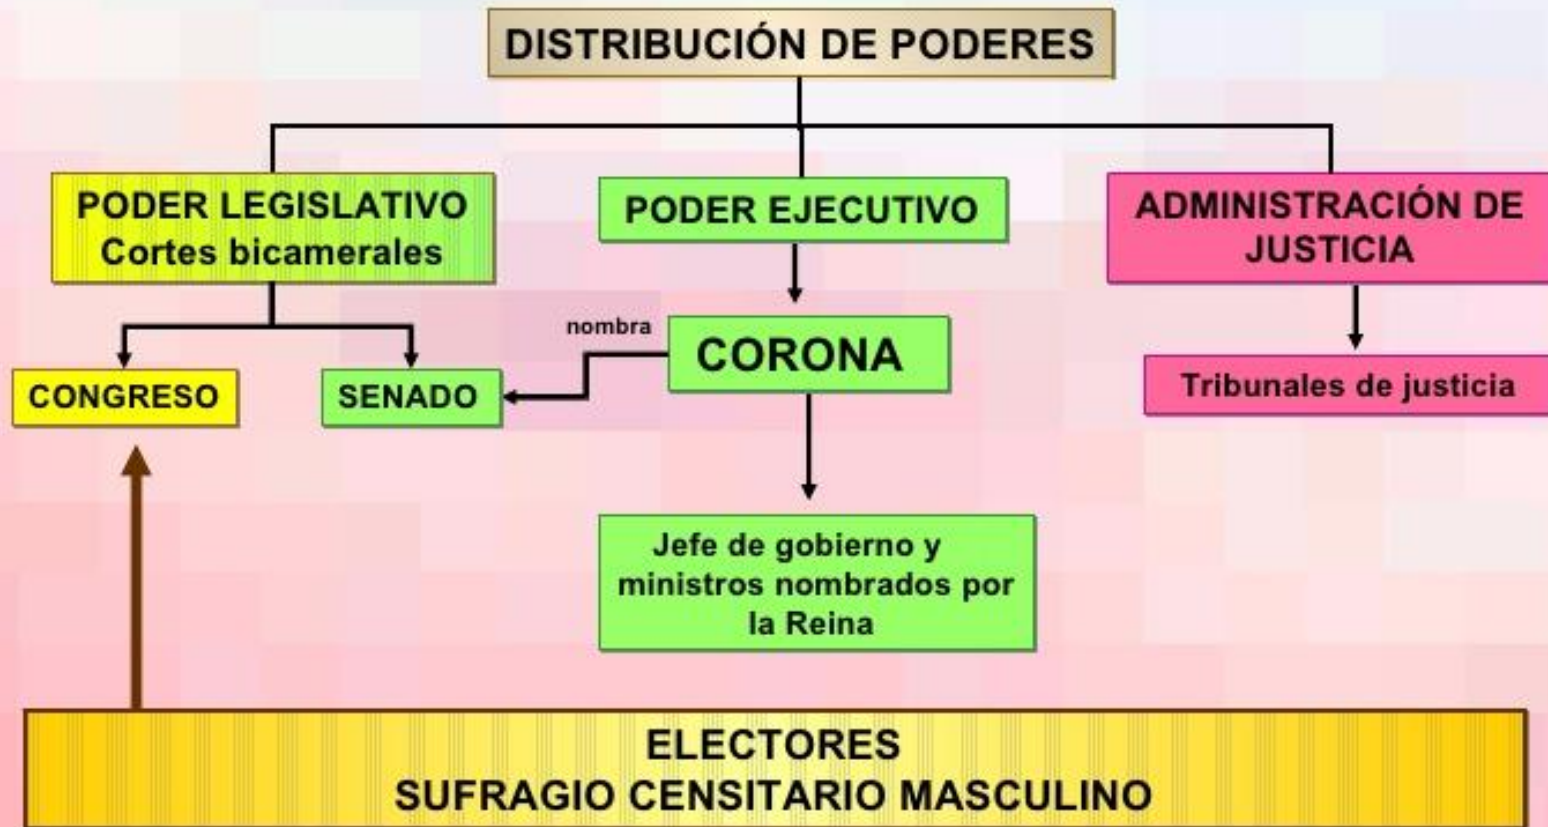 DISTRIBUCIÓN DE PODERES
PODER LEGISLATIVO
Cortes bicamerales
PODER EJECUTIVO
ADMINISTRACIÓN DE
JUSTICIA
nombra
CORONA
CONGRESO
SENADO
Tribunales de justicia
Jefe de gobierno y
ministros nombrados por
la Reina
ELECTORES
SUFRAGIO CENSITARIO MASCULINO